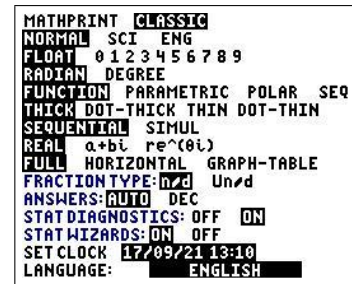 MATHPRINT CLASSIC
NORMAL SCI ENG
FLOAT 0 1 2 3 4 5 6 7 8 9
RADIAN DEGREE
FUNCTION PARAMETRIC POLAR SEQ
THICK DOT-THICK THIN DOT-THIN
SEQUENTIAL SIMUL
REAL a+bi re^(θi)
FULL HORIZONTAL GRAPH-TABLE
FRACTION TYPE: n/d Un/d
ANSWERS: AUTO DEC
STAT DIAGNOSTICS: OFF ON
STAT WIZARDS: ON OFF
SET CLOCK 17/09/21 13:10
LANGUAGE: ENGLISH